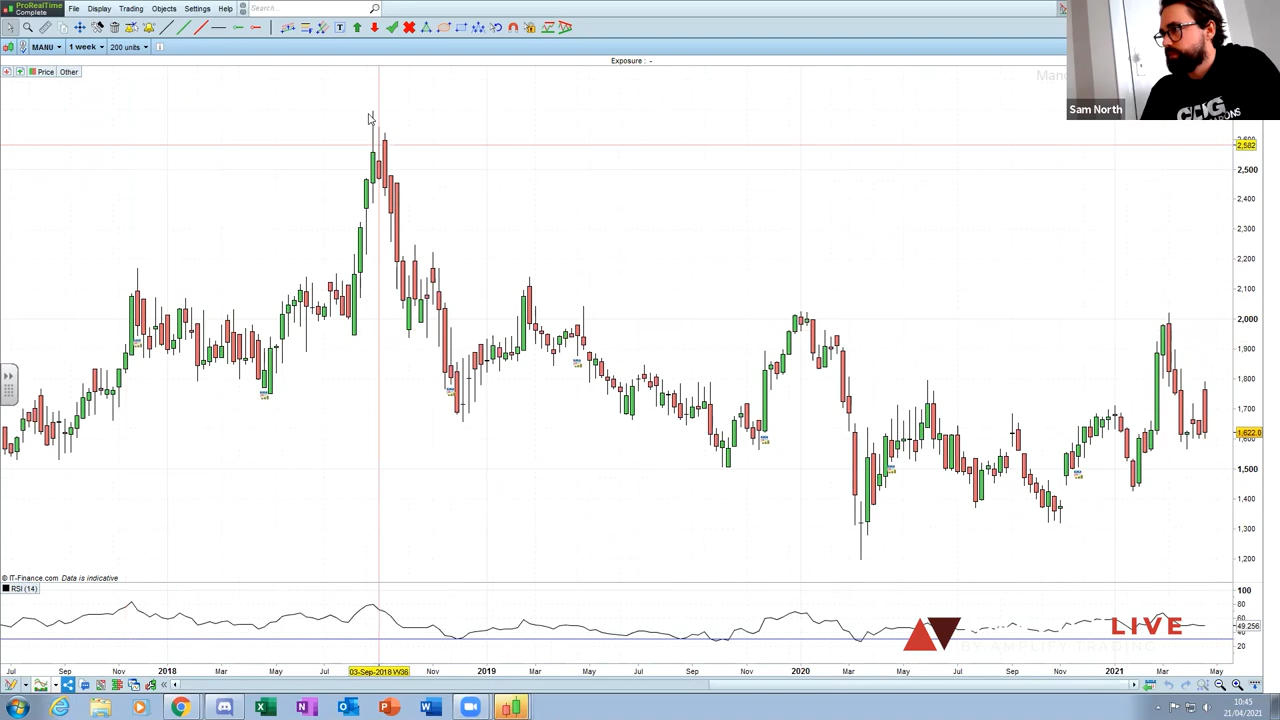 ProRealTime
Complete
File Display Trading Objects Settings Help Search...
MANU 1 week 200 units i
Exposure : -
Price Other
Sam North
2,582
2,500
2,400
2,300
2,200
2,100
2,000
1,900
1,800
1,700
1,622.0
1,600
1,500
1,400
1,300
1,200
© IT-Finance.com Data is indicative
RSI (14)
100
80
60
49.256
40
20
LIVE
BY AMPLIFY TRADING
Jul Sep Nov 2018 Mar May Jul 03-Sep-2018 W36 Nov 2019 Mar May Jul Sep Nov 2020 Mar May Jul Sep Nov 2021 Mar May
10:45
21/04/2021